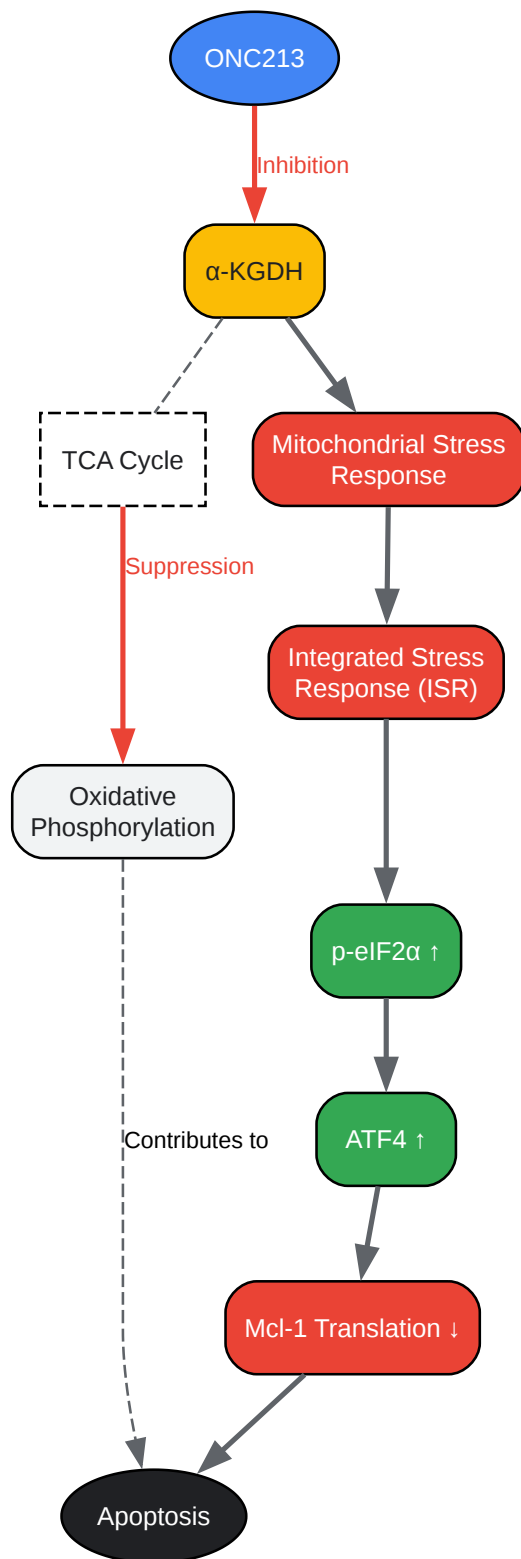 ONC213
Inhibition
α-KGDH
TCA Cycle
Mitochondrial Stress
Response
Suppression
Integrated Stress
Response (ISR)
Oxidative
Phosphorylation
p-eIF2α ↑
Contributes to
ATF4 ↑
Mcl-1 Translation ↓
Apoptosis